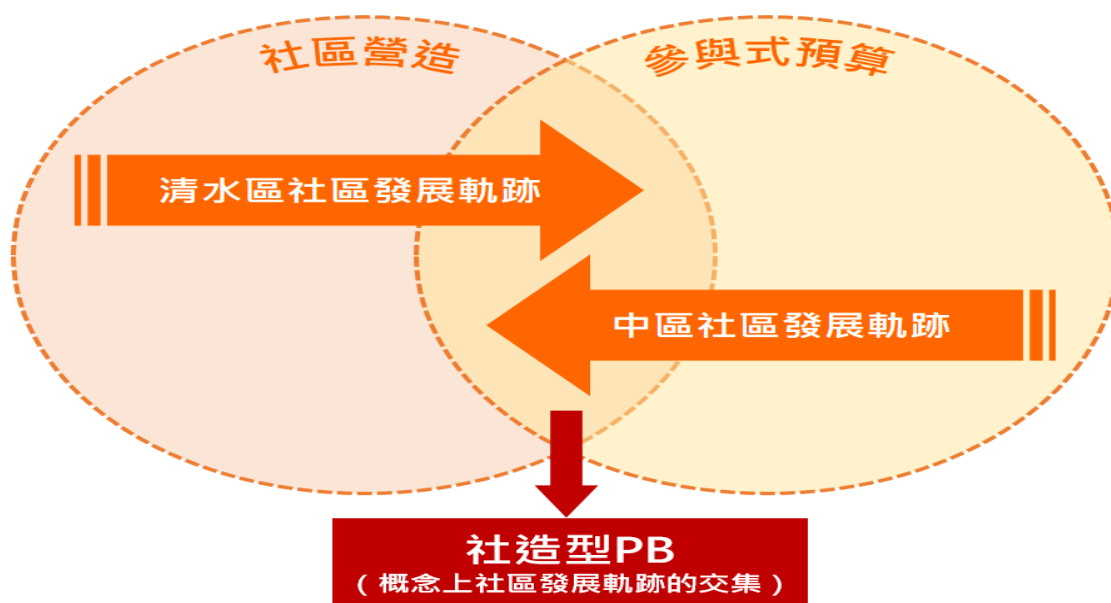 社區營造
參與式預算
清水區社區發展軌跡
中區社區發展軌跡
社造型PB
（概念上社區發展軌跡的交集）